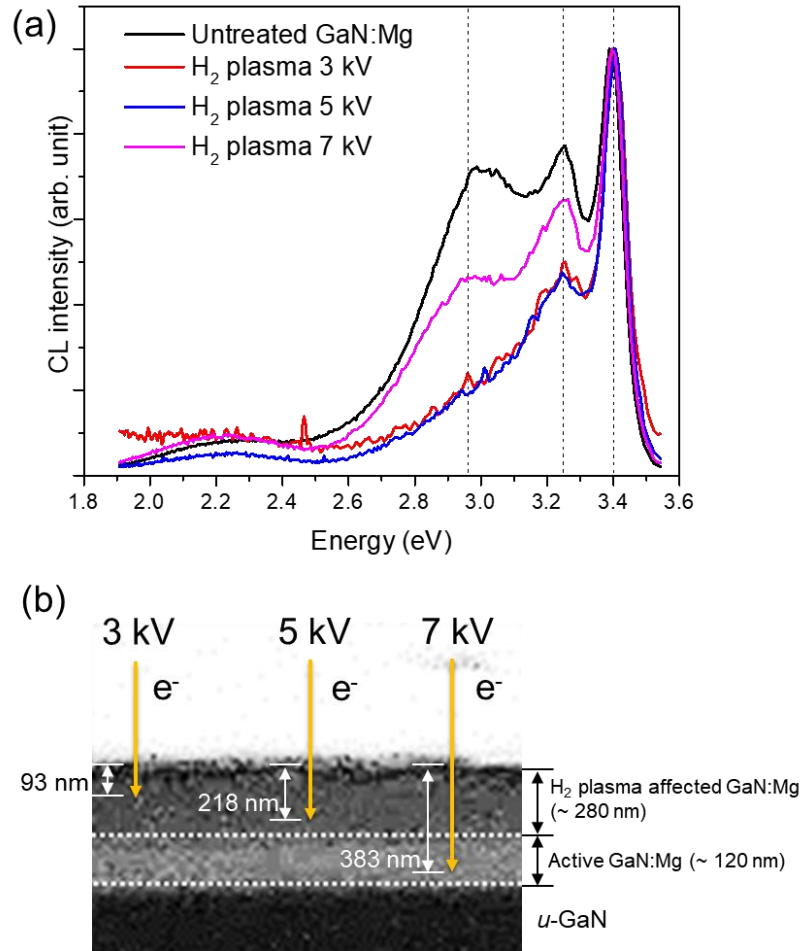 (a)
Untreated GaN:Mg
H₂ plasma 3 kV
H₂ plasma 5 kV
H₂ plasma 7 kV
CL intensity (arb. unit)
1.8 2.0 2.2 2.4 2.6 2.8 3.0 3.2 3.4 3.6
Energy (eV)
(b)
3 kV 5 kV 7 kV
e⁻ e⁻ e⁻
93 nm
218 nm
383 nm
H₂ plasma affected GaN:Mg
(~ 280 nm)
Active GaN:Mg (~ 120 nm)
u-GaN